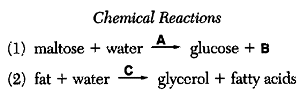 Chemical Reactions
(1) maltose + water A→ glucose + B
(2) fat + water C→ glycerol + fatty acids